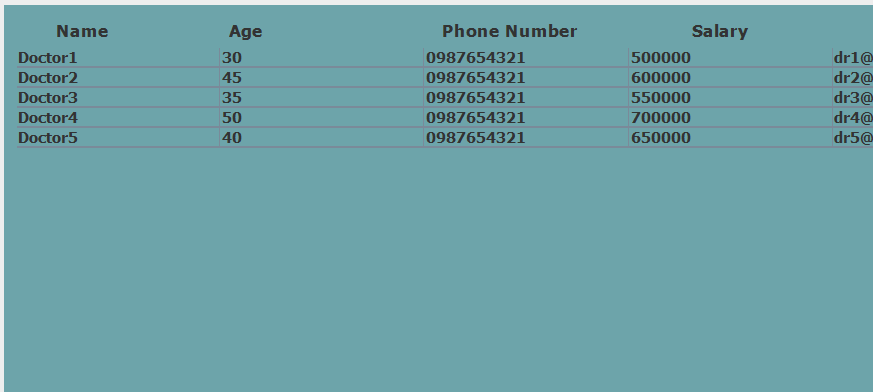 Name Age Phone Number Salary
Doctor1 30 0987654321 500000 dr1@
Doctor2 45 0987654321 600000 dr2@
Doctor3 35 0987654321 550000 dr3@
Doctor4 50 0987654321 700000 dr4@
Doctor5 40 0987654321 650000 dr5@